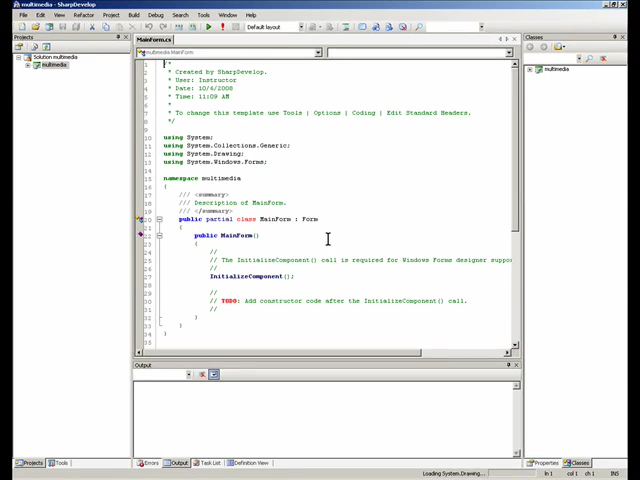 multimedia - SharpDevelop
File Edit View Refactor Project Build Debug Search Tools Window Help
Default layout
Projects
Solution multimedia
multimedia
MainForm.cs
multimedia.MainForm
1 /*
2 * Created by SharpDevelop.
3 * User: Instructor
4 * Date: 10/6/2008
5 * Time: 11:09 AM
6 *
7 * To change this template use Tools | Options | Coding | Edit Standard Headers.
8 */
9
10 using System;
11 using System.Collections.Generic;
12 using System.Drawing;
13 using System.Windows.Forms;
14
15 namespace multimedia
16 {
17 /// <summary>
18 /// Description of MainForm.
19 /// </summary>
20 public partial class MainForm : Form
21 {
22 public MainForm()
23 {
24 //
25 // The InitializeComponent() call is required for Windows Forms designer suppo
26 //
27 InitializeComponent();
28
29 //
30 // TODO: Add constructor code after the InitializeComponent() call.
31 //
32 }
33 }
34 }
35
Classes
multimedia
Output
Projects Tools
Errors Output Task List Definition View
Properties Classes
Loading System.Drawing... ln 1 col 1 ch 1 INS